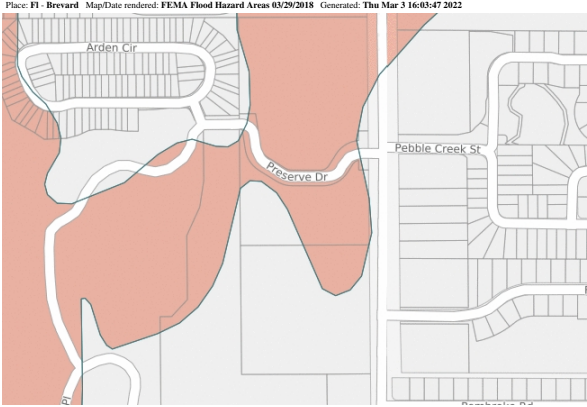 Place: Fl - Brevard Map/Date rendered: FEMA Flood Hazard Areas 03/29/2018 Generated: Thu Mar 3 16:03:47 2022
Arden Cir
Pebble Creek St
Preserve Dr
Pl